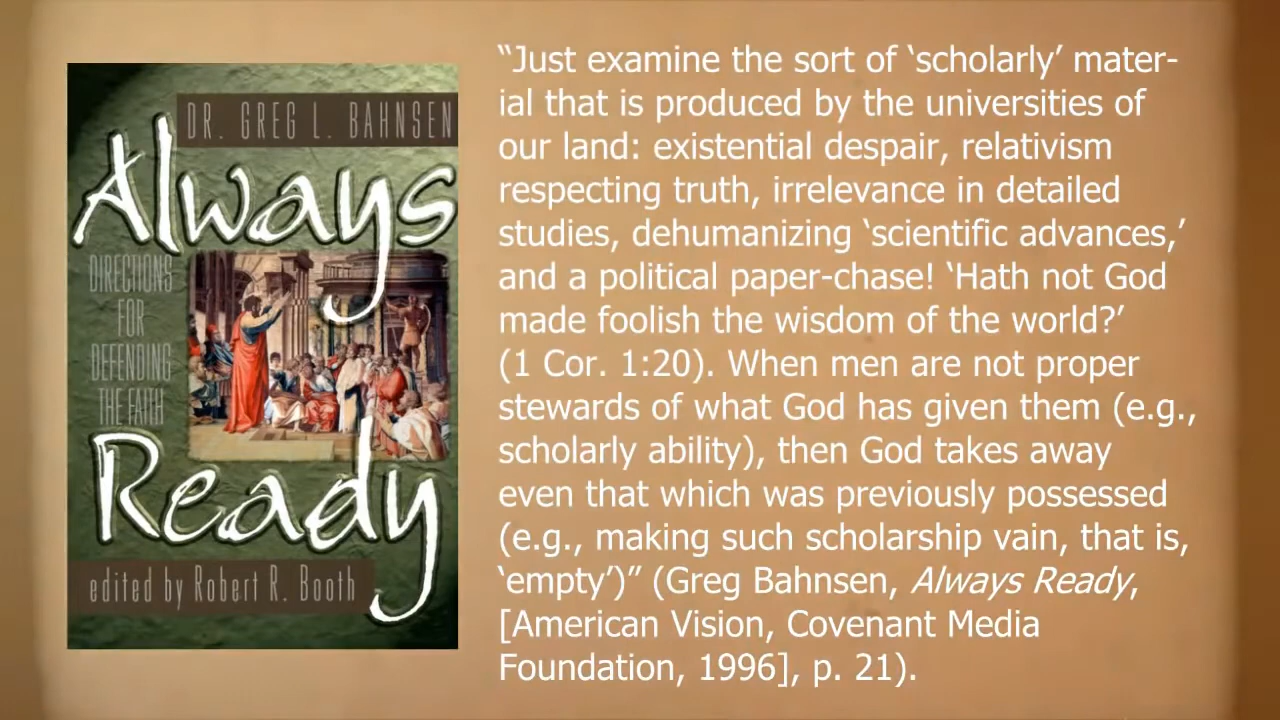 DR. GREG L. BAHNSEN
Always
DIRECTIONS
FOR
DEFENDING
THE FAITH
Ready
edited by Robert R. Booth
“Just examine the sort of ‘scholarly’ mater-
ial that is produced by the universities of
our land: existential despair, relativism
respecting truth, irrelevance in detailed
studies, dehumanizing ‘scientific advances,’
and a political paper-chase! ‘Hath not God
made foolish the wisdom of the world?’
(1 Cor. 1:20). When men are not proper
stewards of what God has given them (e.g.,
scholarly ability), then God takes away
even that which was previously possessed
(e.g., making such scholarship vain, that is,
‘empty’)” (Greg Bahnsen, Always Ready,
[American Vision, Covenant Media
Foundation, 1996], p. 21).